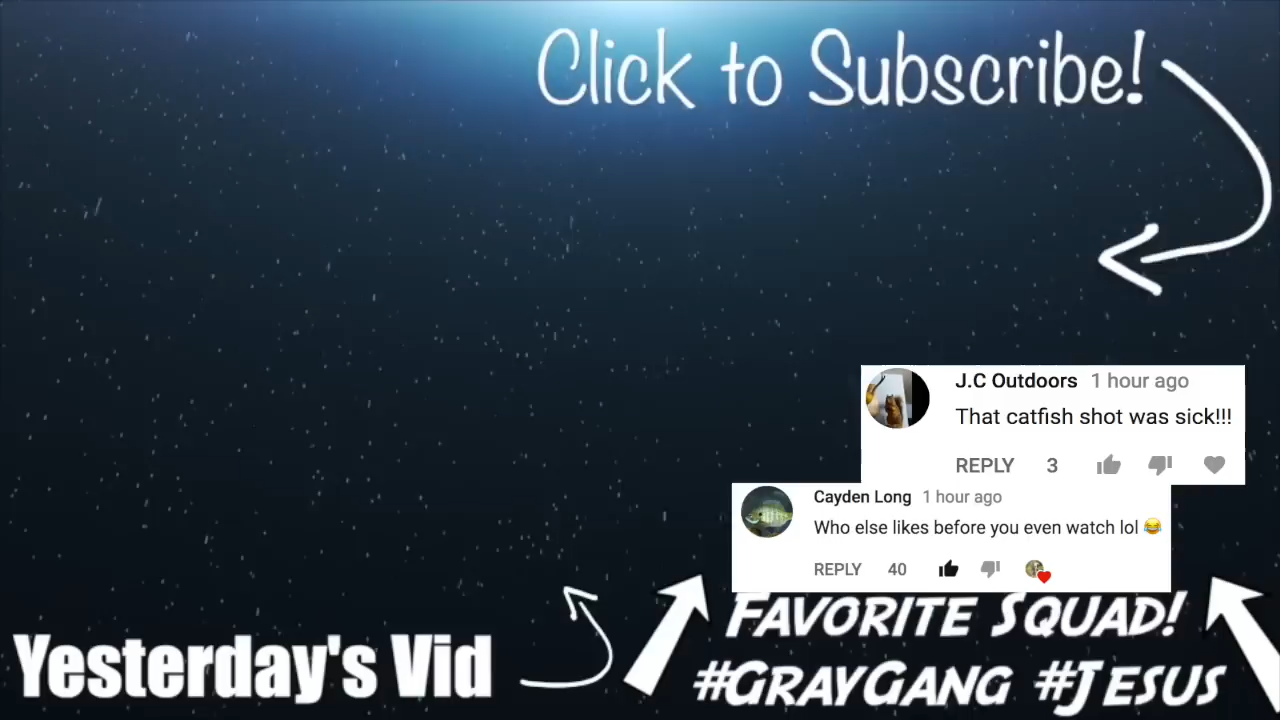 Click to Subscribe!
J.C Outdoors 1 hour ago
That catfish shot was sick!!!
REPLY 3
Cayden Long 1 hour ago
Who else likes before you even watch lol 😂
REPLY 40
FAVORITE SQUAD!
#GRAYGANG #JESUS
Yesterday's Vid